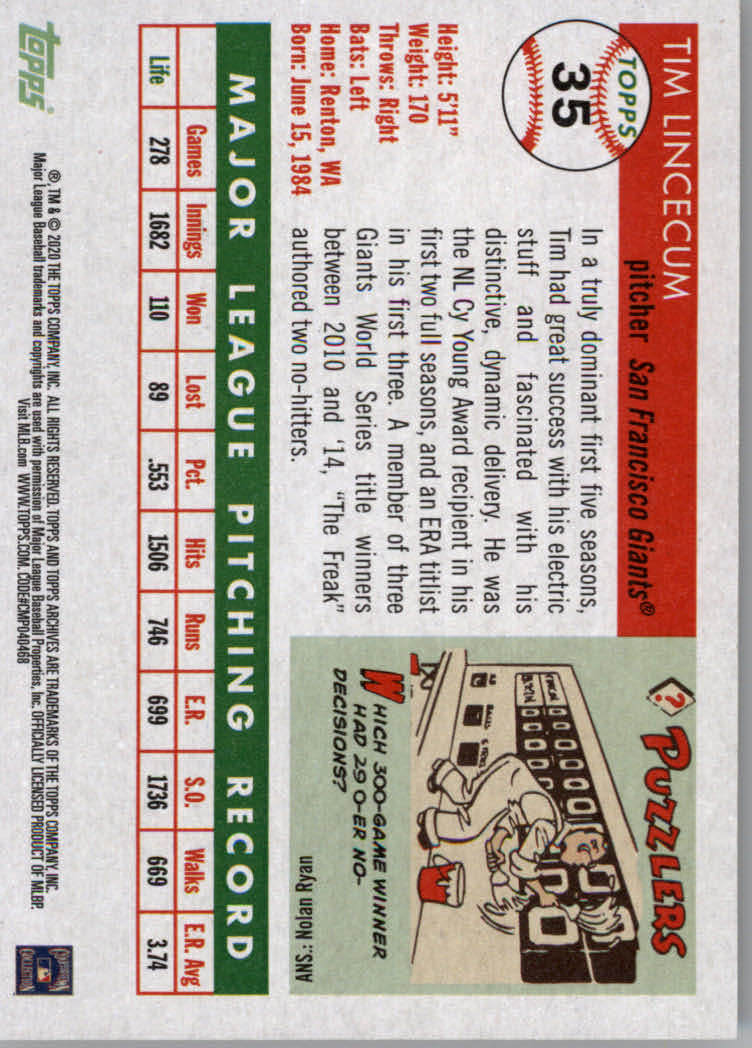 TIM LINCECUM
pitcher San Francisco Giants®
TOPPS
35
Height: 5'11"
Weight: 170
Throws: Right
Bats: Left
Home: Renton, WA
Born: June 15, 1984
In a truly dominant first five seasons,
Tim had great success with his electric
stuff and fascinated with his
distinctive, dynamic delivery. He was
the NL Cy Young Award recipient in his
first two full seasons, and an ERA titlist
in his first three. A member of three
Giants World Series title winners
between 2010 and '14, "The Freak"
authored two no-hitters.
? PUZZLERS
WHICH 300-GAME WINNER
HAD 29 O-ER NO-
DECISIONS?
ANS.: Nolan Ryan
MAJOR LEAGUE PITCHING RECORD
Games Innings Won Lost Pct. Hits Runs E.R. S.O. Walks E.R. Avg
Life 278 1682 110 89 .553 1506 746 699 1736 669 3.74
topps®
®, TM & © 2020 THE TOPPS COMPANY, INC. ALL RIGHTS RESERVED. TOPPS AND TOPPS ARCHIVES ARE TRADEMARKS OF THE TOPPS COMPANY, INC.
Major League Baseball trademarks and copyrights are used with permission of Major League Baseball Properties, Inc. OFFICIALLY LICENSED PRODUCT OF MLBP.
Visit MLB.com WWW.TOPPS.COM. CODE#CMP040468
COOPERSTOWN
COLLECTION